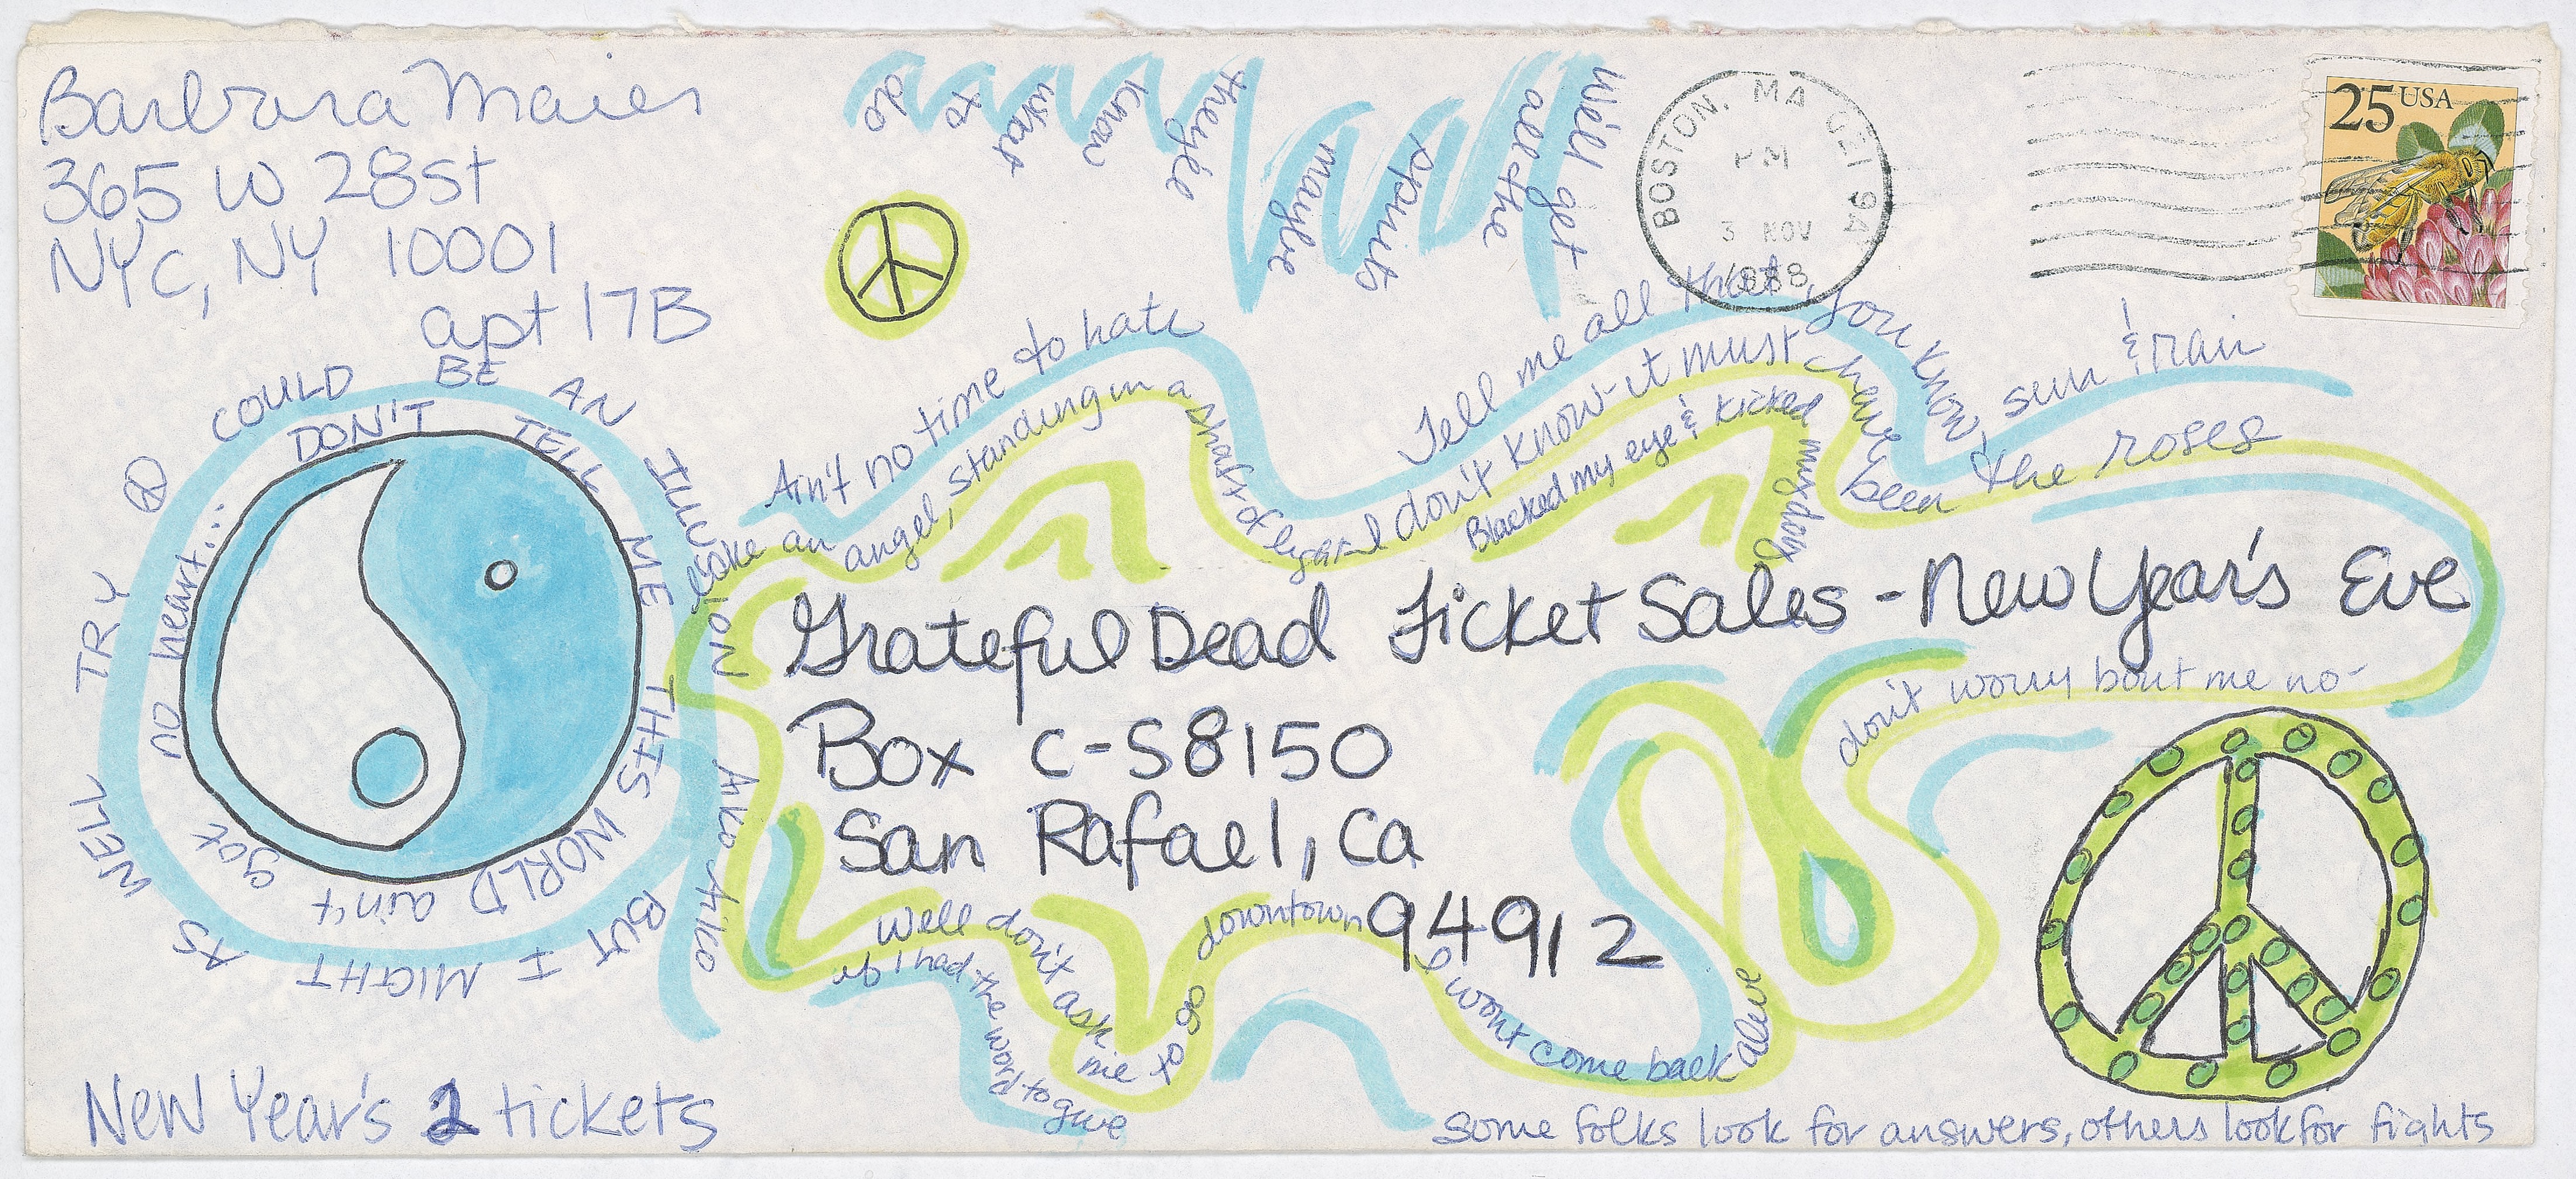 Barbara Maier
365 W 28st
NYC, NY 10001
apt 17B
we'll get
all the
spirits
maybe
they'll
know
what
to
do
BOSTON, MA
PM
3 NOV
1988
25 USA
COULD BE AN ILLUSION BUT I MIGHT AS WELL TRY
DON'T TELL ME THIS WORLD ain't got no heart...
Ain't no time to hate
like an angel, standing in a shaft of light
Tell me all that you know, sun & rain
I don't know-it must have been the roses
Blacked my eye & kicked my dog
Grateful Dead Ticket Sales - New Year's Eve
Box C-S8150
San Rafael, Ca
94912
don't worry bout me no-
Aiko Aiko
Well don't ask me to go downtown I wont come back alive
if I had the world to give
New Year's 2 tickets
some folks look for answers, others look for fights